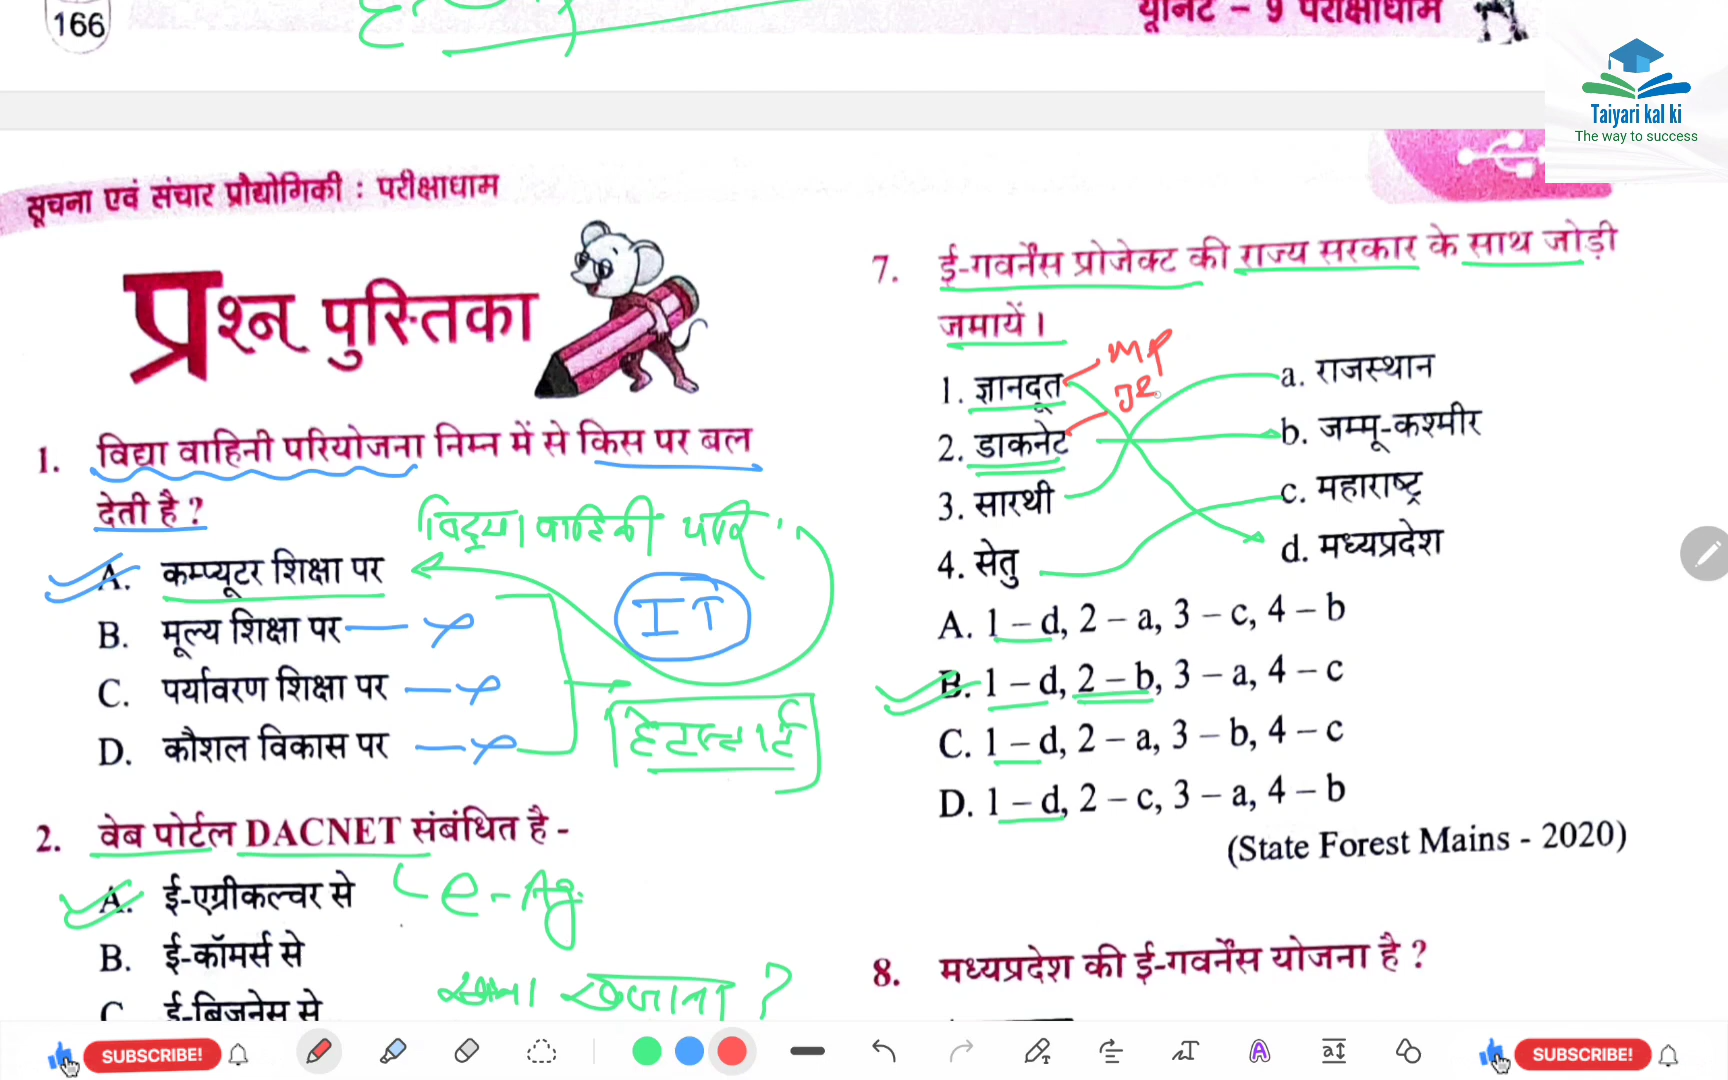 166
यूनिट – 9 परीक्षाधाम
Taiyari kal ki
The way to success
सूचना एवं संचार प्रौद्योगिकी : परीक्षाधाम
प्रश्न पुस्तिका
1. विद्या वाहिनी परियोजना निम्न में से किस पर बल
देती है ?
विद्या वाहिनी परि
A. कम्प्यूटर शिक्षा पर
IT
B. मूल्य शिक्षा पर
C. पर्यावरण शिक्षा पर
D. कौशल विकास पर
हेडस्टार्ट
2. वेब पोर्टल DACNET संबंधित है -
A. ई-एग्रीकल्चर से
e-Ag.
B. ई-कॉमर्स से
C ई-बिजनेस से
खजाना ?
7. ई-गवर्नेंस प्रोजेक्ट की राज्य सरकार के साथ जोड़ी
जमायें ।
MP
1. ज्ञानदूत a. राजस्थान
2. डाकनेट b. जम्मू-कश्मीर
3. सारथी c. महाराष्ट्र
4. सेतु d. मध्यप्रदेश
A. 1 – d, 2 – a, 3 – c, 4 – b
B. 1 – d, 2 – b, 3 – a, 4 – c
C. 1 – d, 2 – a, 3 – b, 4 – c
D. 1 – d, 2 – c, 3 – a, 4 – b
(State Forest Mains - 2020)
8. मध्यप्रदेश की ई-गवर्नेंस योजना है ?
SUBSCRIBE!
SUBSCRIBE!